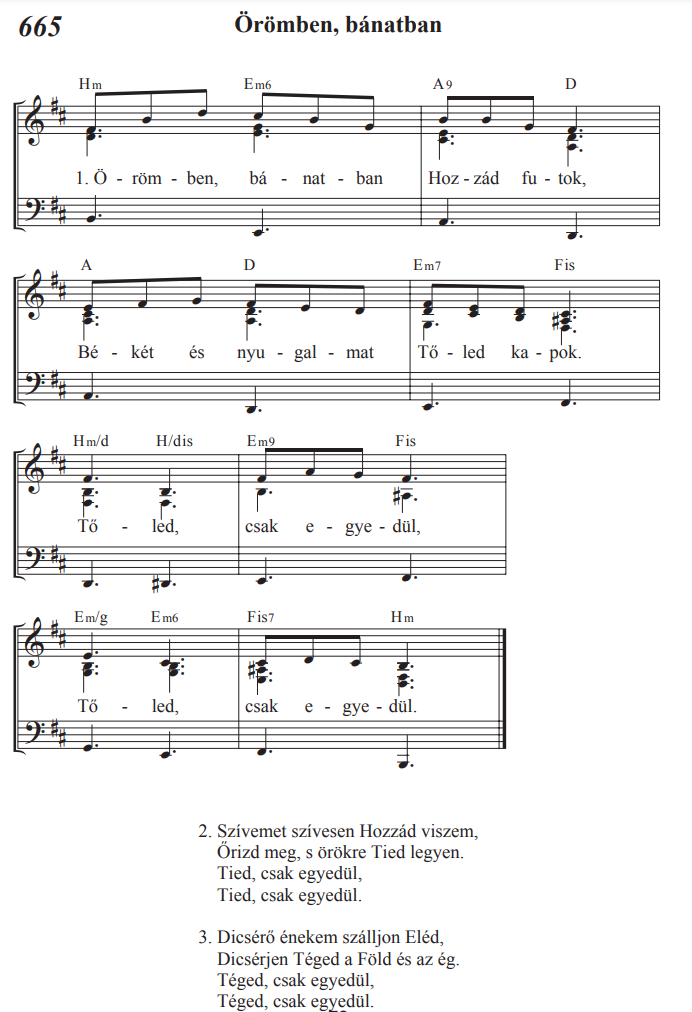 665 Örömben, bánatban
Hm Em6 A9 D
1. Ö - röm - ben, bá - nat - ban Hoz - zád fu - tok,
A D Em7 Fis
Bé - két és nyu - gal - mat Tő - led ka - pok.
Hm/d H/dis Em9 Fis
Tő - led, csak e - gye - dül,
Em/g Em6 Fis7 Hm
Tő - led, csak e - gye - dül.
2. Szívemet szívesen Hozzád viszem,
Őrizd meg, s örökre Tied legyen.
Tied, csak egyedül,
Tied, csak egyedül.
3. Dicsérő énekem szálljon Eléd,
Dicsérjen Téged a Föld és az ég.
Téged, csak egyedül,
Téged, csak egyedül.